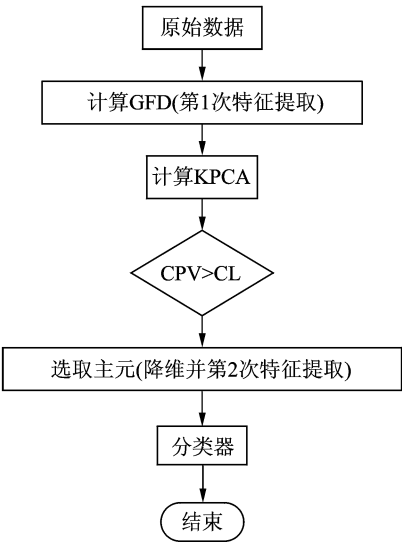 原始数据
计算GFD(第1次特征提取)
计算KPCA
CPV>CL
选取主元(降维并第2次特征提取)
分类器
结束